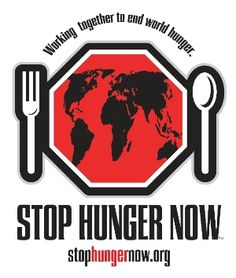 Working together to end world hunger.
STOP HUNGER NOW
stophungernow.org